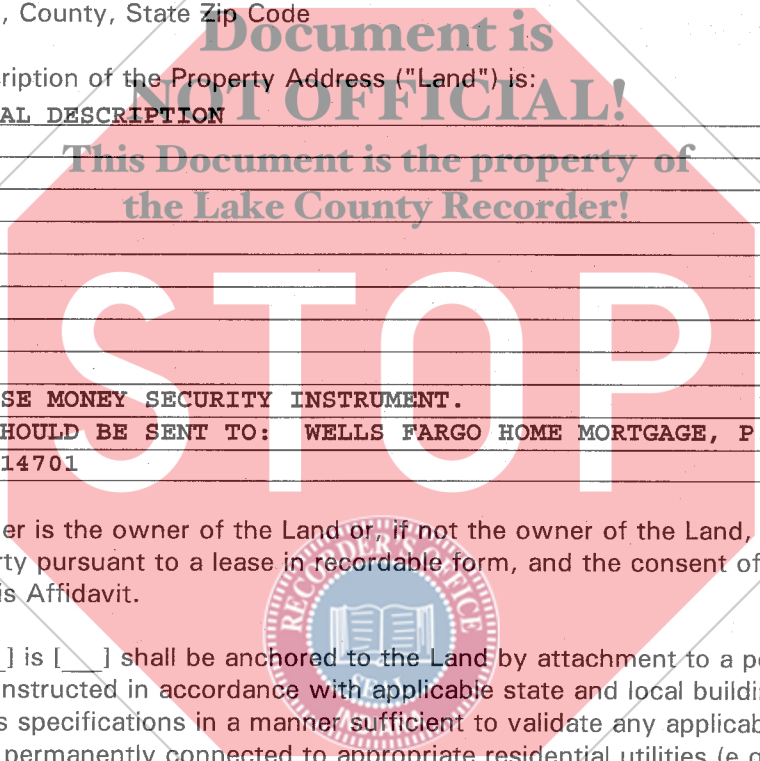 , County, State Zip Code
Document is
ription of the Property Address ("Land") is:
NOT OFFICIAL!
AL DESCRIPTION
This Document is the property of
the Lake County Recorder!
STOP
SE MONEY SECURITY INSTRUMENT.
HOULD BE SENT TO: WELLS FARGO HOME MORTGAGE, P
14701
er is the owner of the Land or, if not the owner of the Land,
rty pursuant to a lease in recordable form, and the consent of
is Affidavit.
RECORDER'S OFFICE
SEAL
] is [__] shall be anchored to the Land by attachment to a pe
nstructed in accordance with applicable state and local buildi
s specifications in a manner sufficient to validate any applicab
permanently connected to appropriate residential utilities (e.g